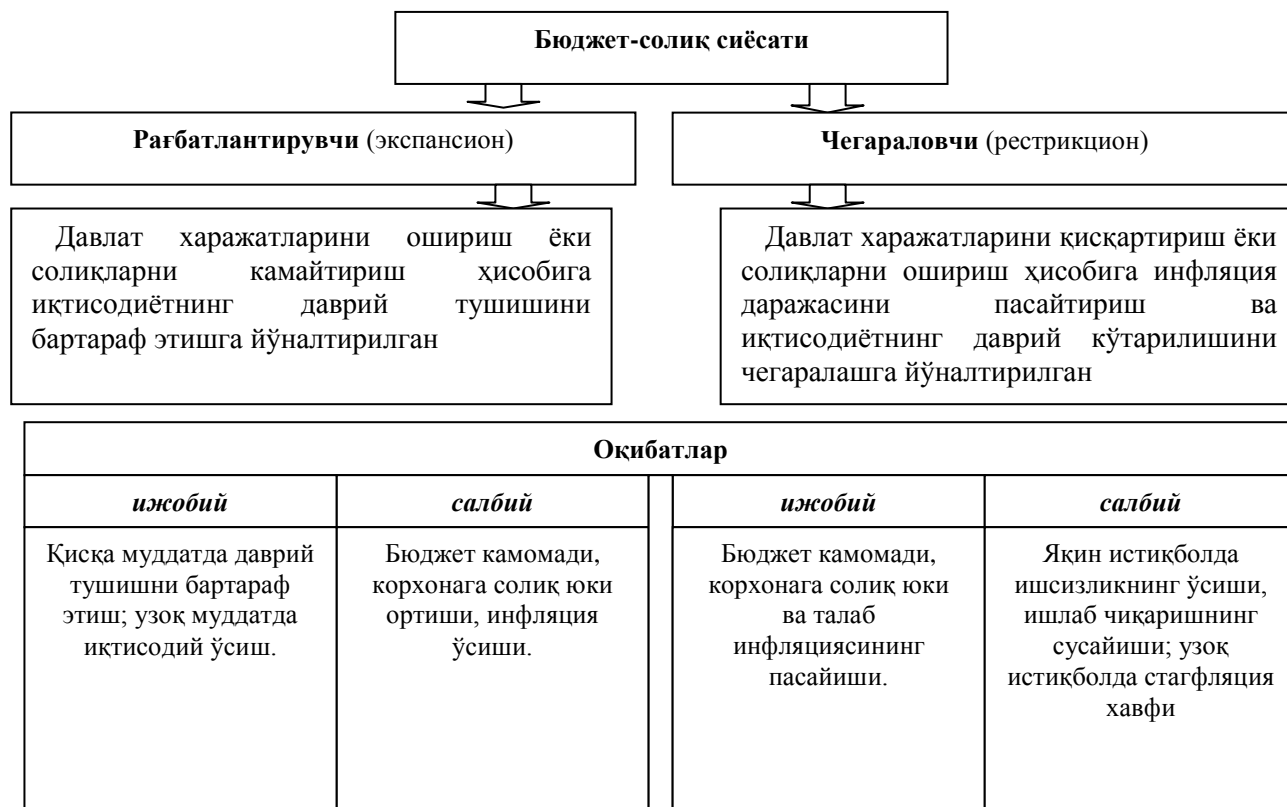 Бюджет-солиқ сиёсати
Рағбатлантирувчи (экспансион)
Чегараловчи (рестрикцион)
Давлат харажатларини ошириш ёки
солиқларни камайтириш ҳисобига
иқтисодиётнинг даврий тушишини
бартараф этишга йўналтирилган
Давлат харажатларини қисқартириш ёки
солиқларни ошириш ҳисобига инфляция
даражасини пасайтириш ва
иқтисодиётнинг даврий кўтарилишини
чегаралашга йўналтирилган
Оқибатлар
ижобий
салбий
ижобий
салбий
Қисқа муддатда даврий
тушишни бартараф
этиш; узоқ муддатда
иқтисодий ўсиш.
Бюджет камомади,
корхонага солиқ юки
ортиши, инфляция
ўсиши.
Бюджет камомади,
корхонага солиқ юки
ва талаб
инфляциясининг
пасайиши.
Яқин истиқболда
ишсизликнинг ўсиши,
ишлаб чиқаришнинг
сусайиши; узоқ
истиқболда стагфляция
хавфи